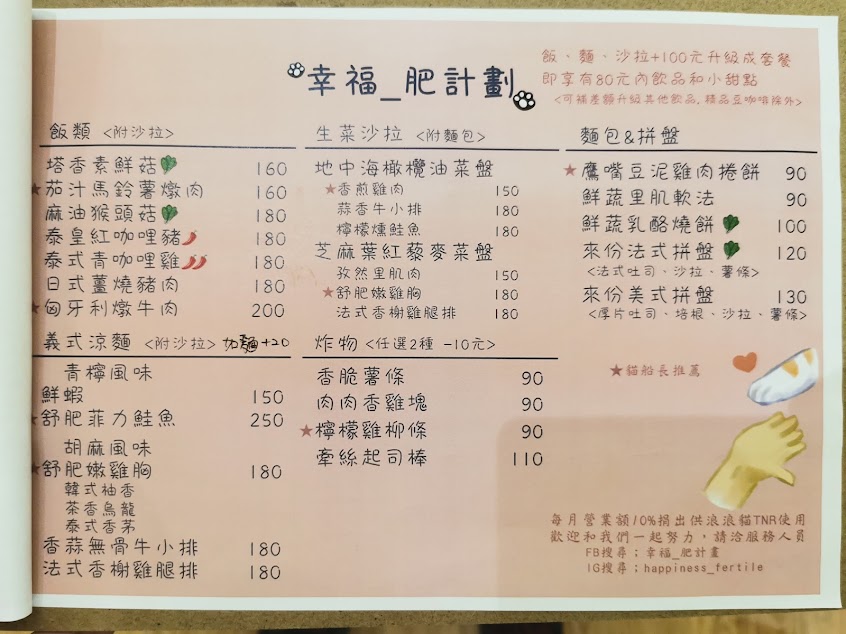 幸福_肥計劃
飯、麵、沙拉+100元升級成套餐
即享有80元內飲品和小甜點
<可補差額升級其他飲品,精品豆咖啡除外>
飯類 <附沙拉>
塔香素鮮菇 160
★茄汁馬鈴薯燉肉 160
麻油猴頭菇 180
泰皇紅咖哩豬 180
泰式青咖哩雞 180
日式薑燒豬肉 180
★匈牙利燉牛肉 200
義式涼麵 <附沙拉> 加麵+20
青檸風味
鮮蝦 150
★舒肥菲力鮭魚 250
胡麻風味
★舒肥嫩雞胸 180
韓式柚香
茶香烏龍
泰式香茅
香蒜無骨牛小排 180
法式香榭雞腿排 180
生菜沙拉 <附麵包>
地中海橄欖油菜盤
★香煎雞肉 150
蒜香牛小排 180
檸檬燻鮭魚 180
芝麻葉紅藜麥菜盤
孜然里肌肉 150
★舒肥嫩雞胸 180
法式香榭雞腿排 180
炸物 <任選2種 -10元>
香脆薯條 90
肉肉香雞塊 90
★檸檬雞柳條 90
牽絲起司棒 110
麵包&拼盤
★鷹嘴豆泥雞肉捲餅 90
鮮蔬里肌軟法 90
鮮蔬乳酪燒餅 100
來份法式拼盤 120
<法式吐司、沙拉、薯條>
來份美式拼盤 130
<厚片吐司、培根、沙拉、薯條>
★貓船長推薦
每月營業額10%捐出供浪浪貓TNR使用
歡迎和我們一起努力,請洽服務人員
FB搜尋;幸福_肥計畫
IG搜尋;happiness_fertile